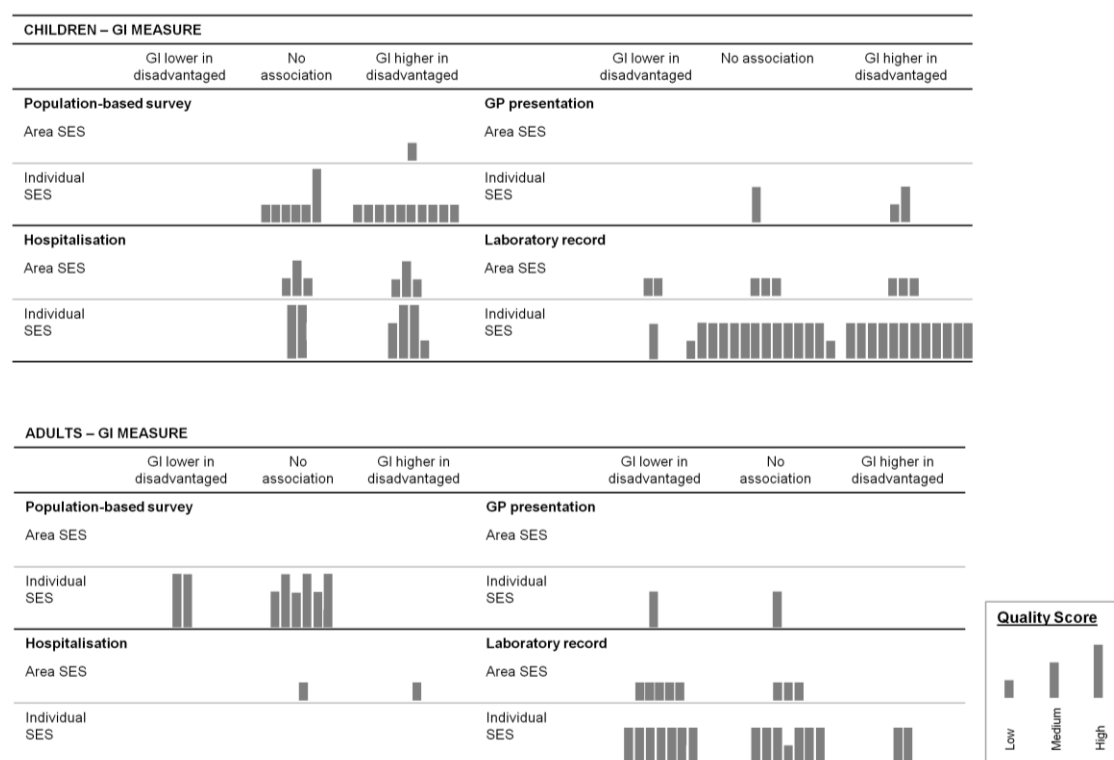 CHILDREN – GI MEASURE
GI lower in
disadvantaged
No
association
GI higher in
disadvantaged
GI lower in
disadvantaged
No association
GI higher in
disadvantaged
Population-based survey
GP presentation
Area SES
Area SES
Individual
SES
Individual
SES
Hospitalisation
Laboratory record
Area SES
Area SES
Individual
SES
Individual
SES
ADULTS – GI MEASURE
GI lower in
disadvantaged
No
association
GI higher in
disadvantaged
GI lower in
disadvantaged
No
association
GI higher in
disadvantaged
Population-based survey
GP presentation
Area SES
Area SES
Individual
SES
Individual
SES
Hospitalisation
Laboratory record
Area SES
Area SES
Individual
SES
Individual
SES
Quality Score
Low
Medium
High